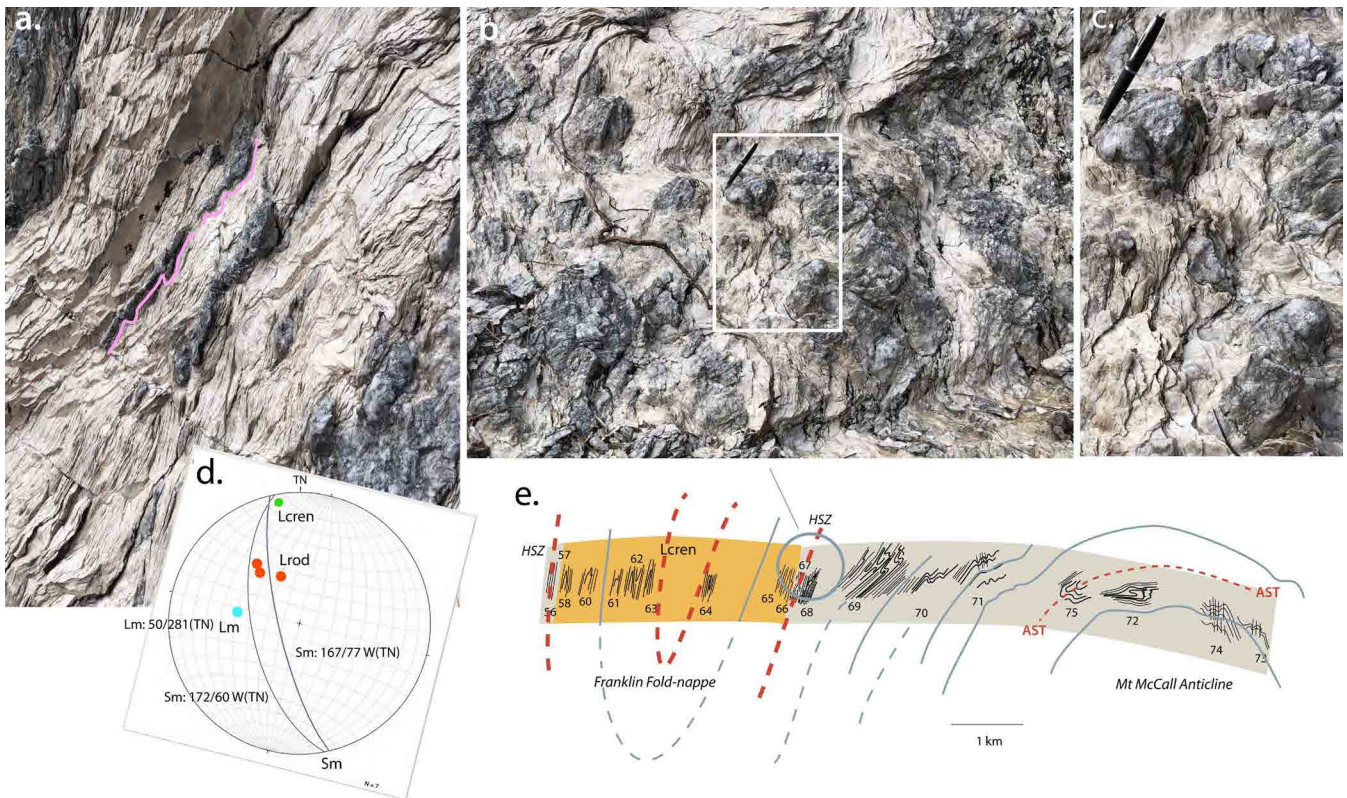 a.
b.
c.
d.
TN
Lcren
Lrod
Lm: 50/281(TN)
Lm
Sm: 167/77 W(TN)
Sm: 172/60 W(TN)
Sm
N = 7
e.
HSZ
57
56
58
60
61
62
63
Lcren
64
65
66
HSZ
67
68
69
70
71
AST
75
72
AST
74
73
Franklin Fold-nappe
Mt McCall Anticline
1 km